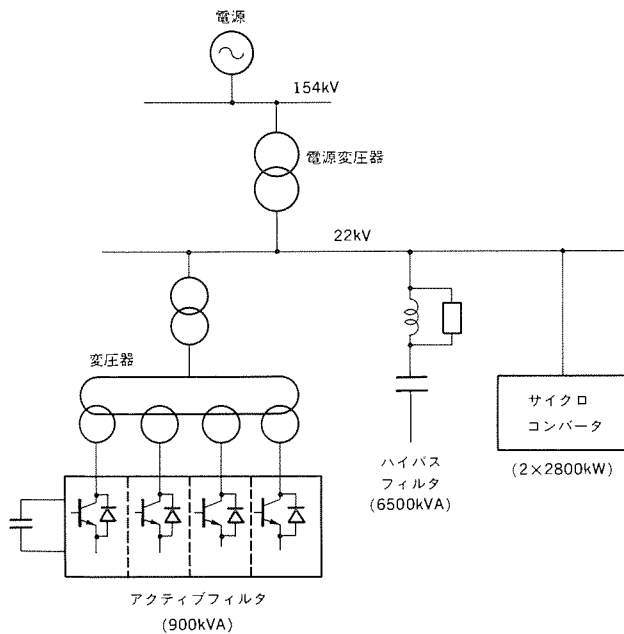 電源
154kV
電源変圧器
22kV
変圧器
サイクロ
コンバータ
(2×2800kW)
ハイパス
フィルタ
(6500kVA)
アクティブフィルタ
(900kVA)